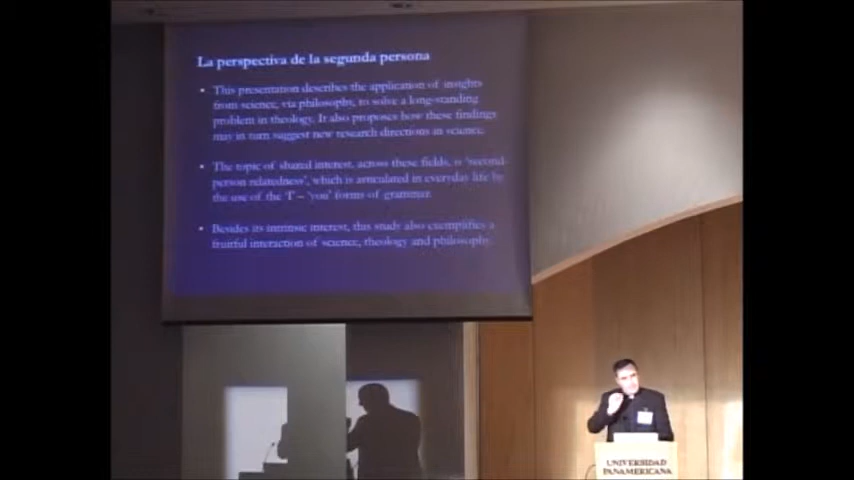 La perspectiva de la segunda persona
• This presentation describes the application of insights
from science, via philosophy, to solve a long-standing
problem in theology. It also proposes how these findings
may in turn suggest new research directions in science.
• The topic of shared interest, across these fields, is ‘second-
person relatedness’, which is articulated in everyday life by
the use of the ‘I’ – ‘you’ forms of grammar.
• Besides its intrinsic interest, this study also exemplifies a
fruitful interaction of science, theology and philosophy.
UNIVERSIDAD
PANAMERICANA